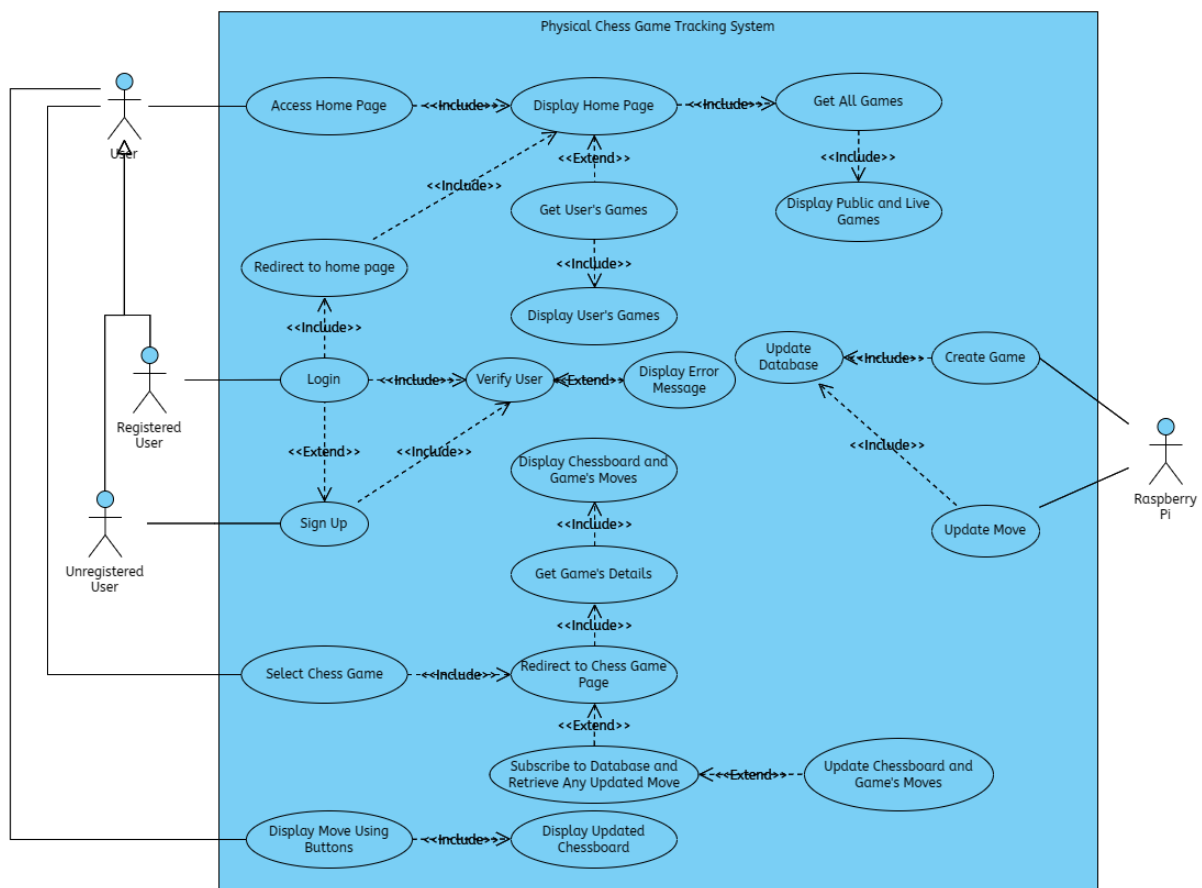 Physical Chess Game Tracking System
User
Access Home Page
<<Include>>
Display Home Page
<<Include>>
Get All Games
<<Include>>
<<Extend>>
<<Include>>
Get User's Games
Display Public and Live
Games
Redirect to home page
<<Include>>
Display User's Games
<<Include>>
Registered
User
Login
<<Include>>
Verify User
<<Extend>>
Display Error
Message
Update
Database
<<Include>>
Create Game
<<Extend>>
<<Include>>
<<Include>>
Display Chessboard and
Game's Moves
Raspberry
Pi
Unregistered
User
Sign Up
<<Include>>
Update Move
Get Game's Details
<<Include>>
Select Chess Game
<<Include>>
Redirect to Chess Game
Page
<<Extend>>
Subscribe to Database and
Retrieve Any Updated Move
<<Extend>>
Update Chessboard and
Game's Moves
Display Move Using
Buttons
<<Include>>
Display Updated
Chessboard